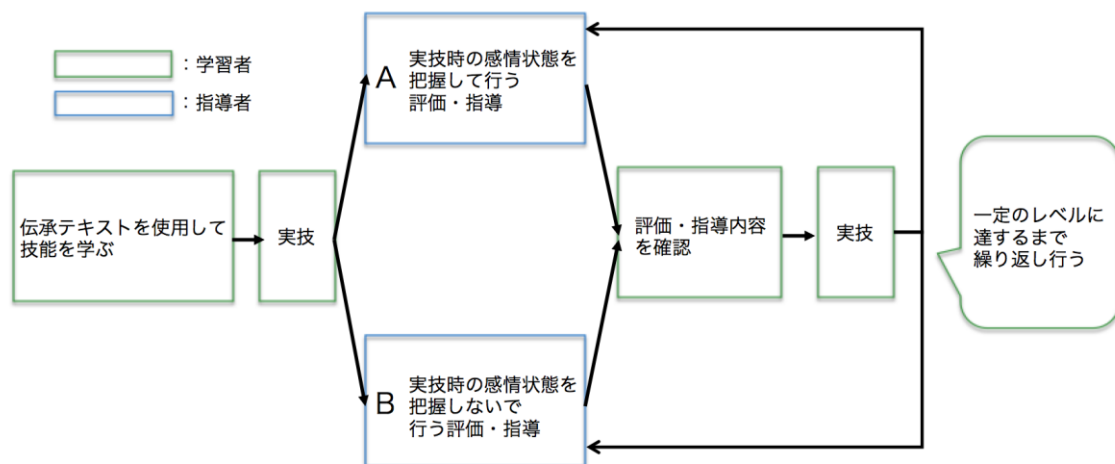 ：学習者
：指導者
伝承テキストを使用して
技能を学ぶ
実技
A
実技時の感情状態を
把握して行う
評価・指導
B
実技時の感情状態を
把握しないで
行う評価・指導
評価・指導内容
を確認
実技
一定のレベルに
達するまで
繰り返し行う